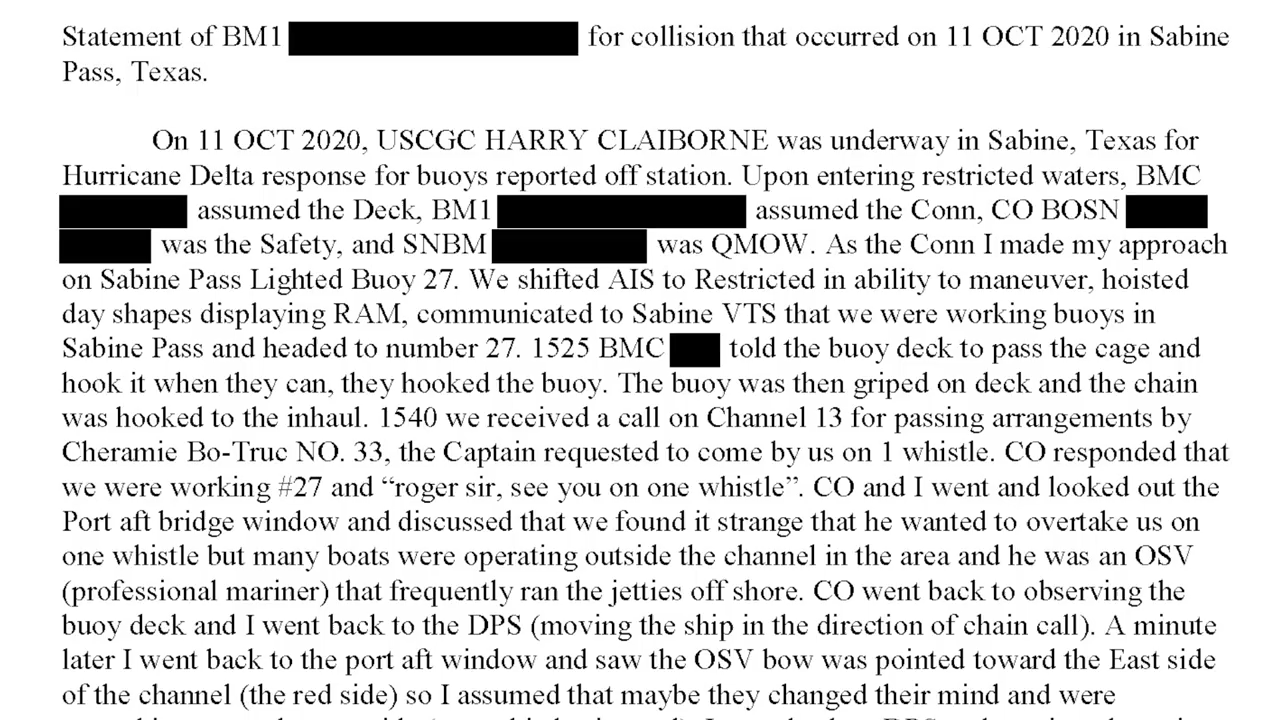 Statement of BM1 for collision that occurred on 11 OCT 2020 in Sabine
Pass, Texas.
On 11 OCT 2020, USCGC HARRY CLAIBORNE was underway in Sabine, Texas for
Hurricane Delta response for buoys reported off station. Upon entering restricted waters, BMC
assumed the Deck, BM1 assumed the Conn, CO BOSN
was the Safety, and SNBM was QMOW. As the Conn I made my approach
on Sabine Pass Lighted Buoy 27. We shifted AIS to Restricted in ability to maneuver, hoisted
day shapes displaying RAM, communicated to Sabine VTS that we were working buoys in
Sabine Pass and headed to number 27. 1525 BMC told the buoy deck to pass the cage and
hook it when they can, they hooked the buoy. The buoy was then griped on deck and the chain
was hooked to the inhaul. 1540 we received a call on Channel 13 for passing arrangements by
Cheramie Bo-Truc NO. 33, the Captain requested to come by us on 1 whistle. CO responded that
we were working #27 and “roger sir, see you on one whistle”. CO and I went and looked out the
Port aft bridge window and discussed that we found it strange that he wanted to overtake us on
one whistle but many boats were operating outside the channel in the area and he was an OSV
(professional mariner) that frequently ran the jetties off shore. CO went back to observing the
buoy deck and I went back to the DPS (moving the ship in the direction of chain call). A minute
later I went back to the port aft window and saw the OSV bow was pointed toward the East side
of the channel (the red side) so I assumed that maybe they changed their mind and were